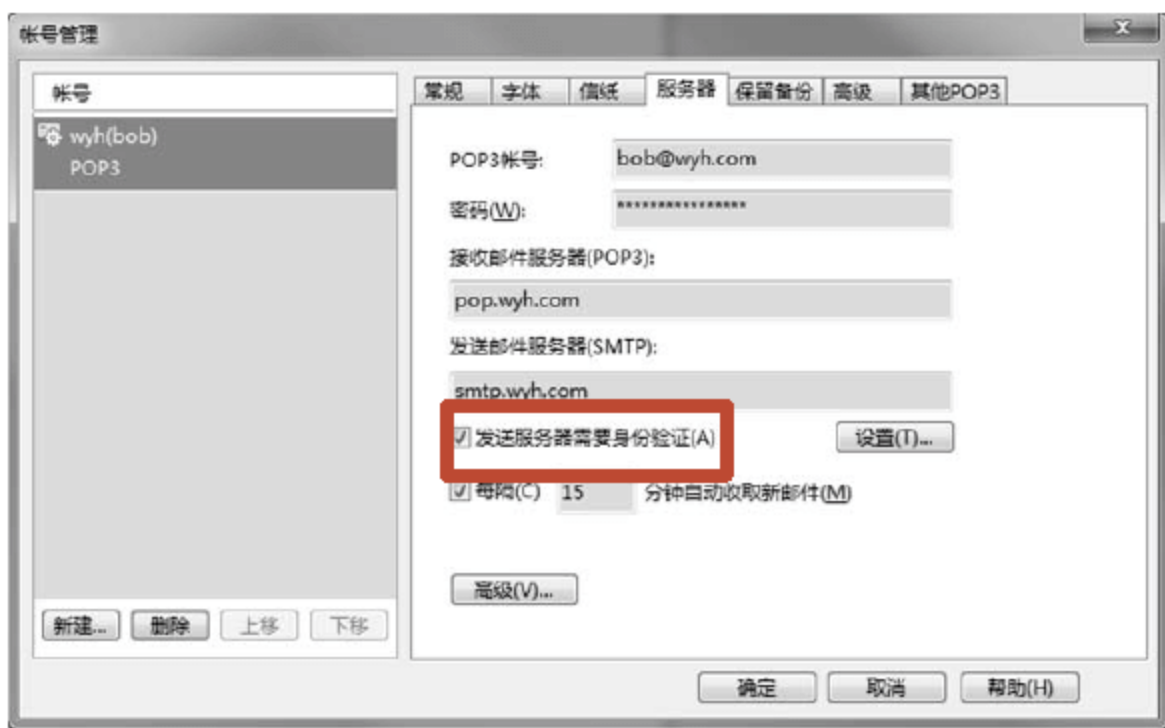 帐号管理
x
帐号
wyh(bob)
POP3
新建...
删除
上移
下移
常规
字体
信纸
服务器
保留备份
高级
其他POP3
POP3帐号:
bob@wyh.com
密码(W):
****************
接收邮件服务器(POP3):
pop.wyh.com
发送邮件服务器(SMTP):
smtp.wyh.com
发送服务器需要身份验证(A)
设置(T)...
每隔(C) 15 分钟自动收取新邮件(M)
高级(V)...
确定
取消
帮助(H)